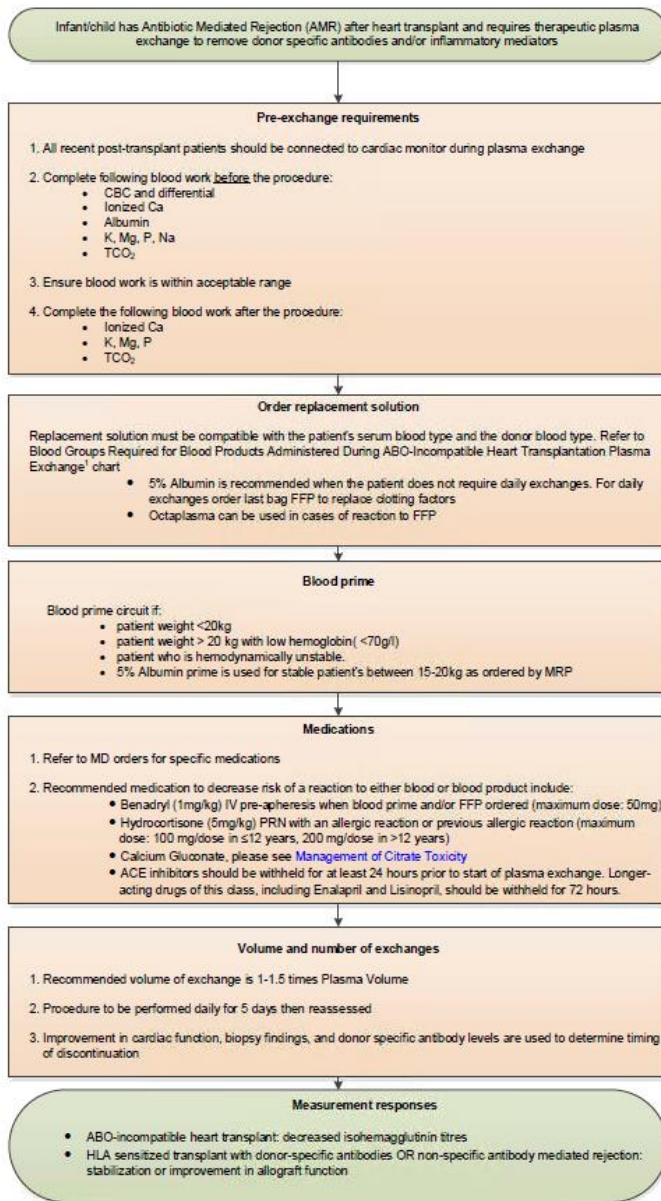 Infant/child has Antibiotic Mediated Rejection (AMR) after heart transplant and requires therapeutic plasma
exchange to remove donor specific antibodies and/or inflammatory mediators
Pre-exchange requirements
1. All recent post-transplant patients should be connected to cardiac monitor during plasma exchange
2. Complete following blood work before the procedure:
• CBC and differential
• Ionized Ca
• Albumin
• K, Mg, P, Na
• TCO₂
3. Ensure blood work is within acceptable range
4. Complete the following blood work after the procedure:
• Ionized Ca
• K, Mg, P
• TCO₂
Order replacement solution
Replacement solution must be compatible with the patient's serum blood type and the donor blood type. Refer to
Blood Groups Required for Blood Products Administered During ABO-Incompatible Heart Transplantation Plasma
Exchange¹ chart
• 5% Albumin is recommended when the patient does not require daily exchanges. For daily
exchanges order last bag FFP to replace clotting factors
• Octaplasma can be used in cases of reaction to FFP
Blood prime
Blood prime circuit if:
• patient weight <20kg
• patient weight > 20 kg with low hemoglobin( <70g/l)
• patient who is hemodynamically unstable.
• 5% Albumin prime is used for stable patient's between 15-20kg as ordered by MRP
Medications
1. Refer to MD orders for specific medications
2. Recommended medication to decrease risk of a reaction to either blood or blood product include:
• Benadryl (1mg/kg) IV pre-apheresis when blood prime and/or FFP ordered (maximum dose: 50mg)
• Hydrocortisone (5mg/kg) PRN with an allergic reaction or previous allergic reaction (maximum
dose: 100 mg/dose in ≤12 years, 200 mg/dose in >12 years)
• Calcium Gluconate, please see Management of Citrate Toxicity
• ACE inhibitors should be withheld for at least 24 hours prior to start of plasma exchange. Longer-
acting drugs of this class, including Enalapril and Lisinopril, should be withheld for 72 hours.
Volume and number of exchanges
1. Recommended volume of exchange is 1-1.5 times Plasma Volume
2. Procedure to be performed daily for 5 days then reassessed
3. Improvement in cardiac function, biopsy findings, and donor specific antibody levels are used to determine timing
of discontinuation
Measurement responses
• ABO-incompatible heart transplant: decreased isohemagglutinin titres
• HLA sensitized transplant with donor-specific antibodies OR non-specific antibody mediated rejection:
stabilization or improvement in allograft function